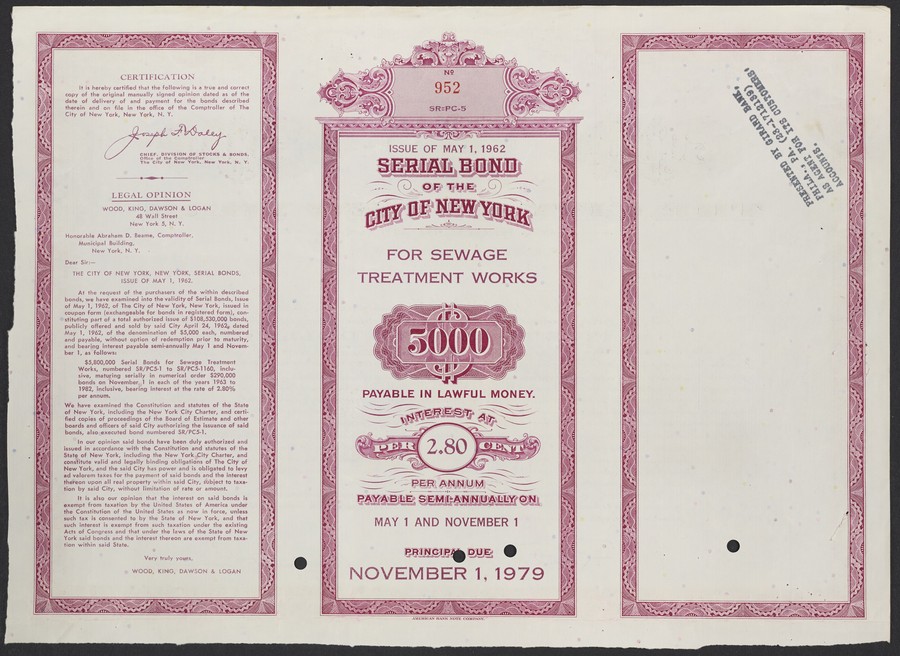 CERTIFICATION
It is hereby certified that the following is a true and correct
copy of the original manually signed opinion dated as of the
date of delivery of and payment for the bonds described
therein and on file in the office of the Comptroller of The
City of New York, New York, N. Y.
Joseph F. Daley
CHIEF, DIVISION OF STOCKS & BONDS,
Office of the Comptroller
The City of New York, New York, N. Y.
LEGAL OPINION
WOOD, KING, DAWSON & LOGAN
48 Wall Street
New York 5, N. Y.
Honorable Abraham D. Beame, Comptroller,
Municipal Building,
New York, N. Y.
Dear Sir:—
THE CITY OF NEW YORK, NEW YORK, SERIAL BONDS,
ISSUE OF MAY 1, 1962.
At the request of the purchasers of the within described
bonds, we have examined into the validity of Serial Bonds, Issue
of May 1, 1962, of The City of New York, New York, issued in
coupon form (exchangeable for bonds in registered form), con-
stituting part of a total authorized issue of $108,530,000 bonds,
publicly offered and sold by said City April 24, 1962, dated
May 1, 1962, of the denomination of $5,000 each, numbered
and payable, without option of redemption prior to maturity,
and bearing interest payable semi-annually May 1 and Novem-
ber 1, as follows:
$5,800,000 Serial Bonds for Sewage Treatment
Works, numbered SR/PC5-1 to SR/PC5-1160, inclu-
sive, maturing serially in numerical order $290,000
bonds on November 1 in each of the years 1963 to
1982, inclusive, bearing interest at the rate of 2.80%
per annum.
We have examined the Constitution and statutes of the State
of New York, including the New York City Charter, and certi-
fied copies of proceedings of the Board of Estimate and other
boards and officers of said City authorizing the issuance of said
bonds, also executed bond numbered SR/PC5-1.
In our opinion said bonds have been duly authorized and
issued in accordance with the Constitution and statutes of the
State of New York, including the New York City Charter, and
constitute valid and legally binding obligations of The City of
New York, and the said City has power and is obligated to levy
ad valorem taxes for the payment of said bonds and the interest
thereon upon all real property within said City, subject to taxa-
tion by said City, without limitation of rate or amount.
It is also our opinion that the interest on said bonds is
exempt from taxation by the United States of America under
the Constitution of the United States as now in force, unless
such tax is consented to by the State of New York, and that
such interest is exempt from such taxation under the existing
Acts of Congress and that under the laws of the State of New
York said bonds and the interest thereon are exempt from taxa-
tion within said State.
Very truly yours,
WOOD, KING, DAWSON & LOGAN
Nº
952
SR:PC-5
ISSUE OF MAY 1, 1962
SERIAL BOND
OF THE
CITY OF NEW YORK
FOR SEWAGE
TREATMENT WORKS
$5000
PAYABLE IN LAWFUL MONEY.
INTEREST AT
PER 2.80 CENT
PER ANNUM
PAYABLE SEMI-ANNUALLY ON
MAY 1 AND NOVEMBER 1
PRINCIPAL DUE
NOVEMBER 1, 1979
AMERICAN BANK NOTE COMPANY.
PRESENTED BY GIRARD BANK,
PHILA., PA. (23-1712159)
AS AGENT FOR ITS CUSTOMERS'
ACCOUNTS.